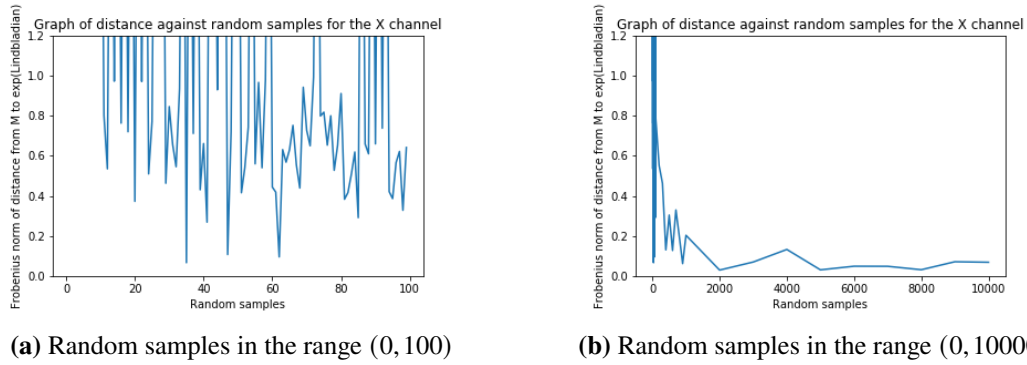 Graph of distance against random samples for the X channel
Frobenius norm of distance from M to exp(Lindbladian)
1.2
1.0
0.8
0.6
0.4
0.2
0.0
0 20 40 60 80 100
Random samples
(a) Random samples in the range (0,100)
Graph of distance against random samples for the X channel
Frobenius norm of distance from M to exp(Lindbladian)
1.2
1.0
0.8
0.6
0.4
0.2
0.0
0 2000 4000 6000 8000 10000
Random samples
(b) Random samples in the range (0,1000